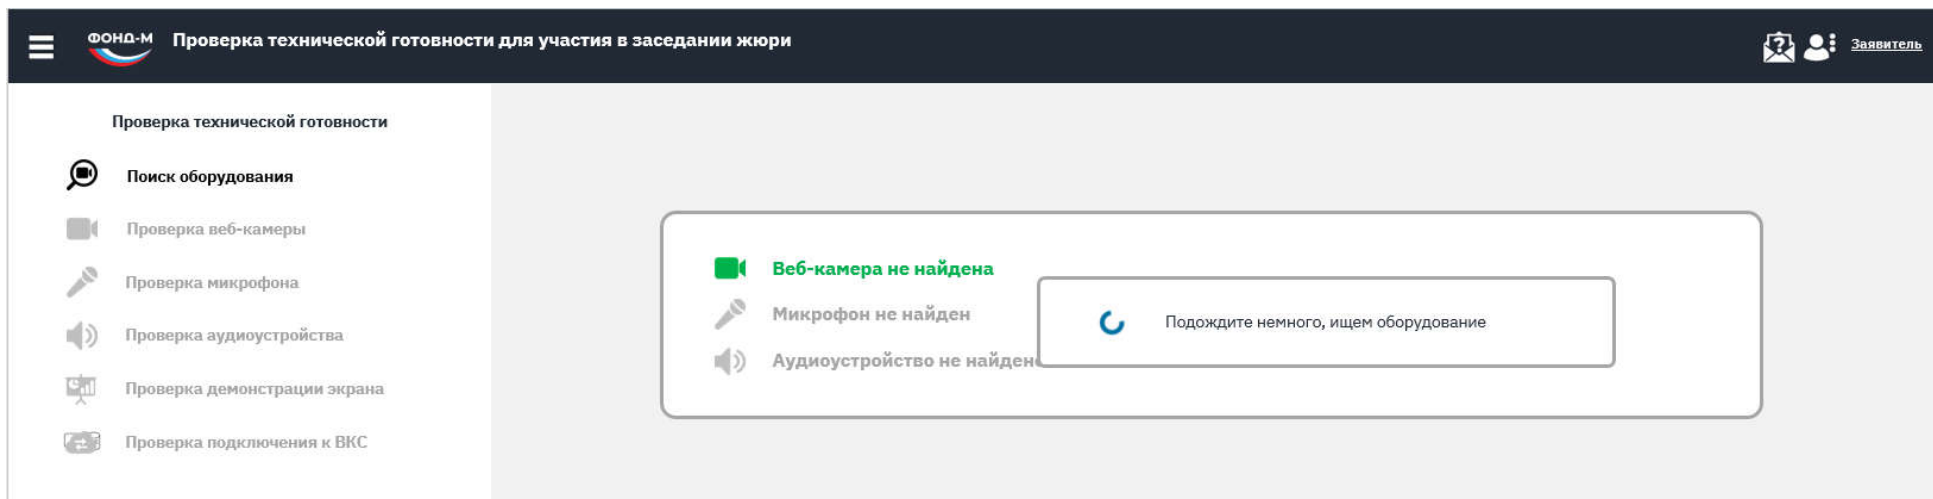 ФОНД-М
Проверка технической готовности для участия в заседании жюри
Заявитель
Проверка технической готовности
Поиск оборудования
Проверка веб-камеры
Проверка микрофона
Проверка аудиоустройства
Проверка демонстрации экрана
Проверка подключения к ВКС
Веб-камера не найдена
Микрофон не найден
Аудиоустройство не найдено
Подождите немного, ищем оборудование